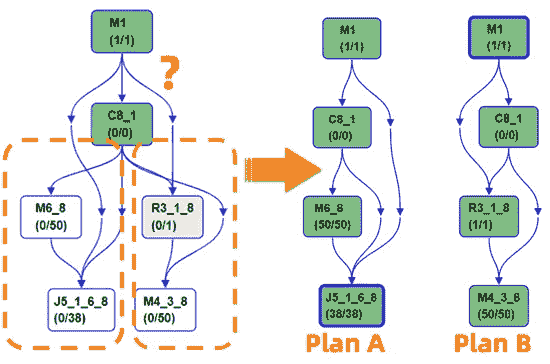 M1
(1/1)
?
C8_1
(0/0)
M6_8
(0/50)
R3_1_8
(0/1)
J5_1_6_8
(0/38)
M4_3_8
(0/50)
M1
(1/1)
C8_1
(0/0)
M6_8
(50/50)
J5_1_6_8
(38/38)
Plan A
M1
(1/1)
C8_1
(0/0)
R3_1_8
(1/1)
M4_3_8
(50/50)
Plan B